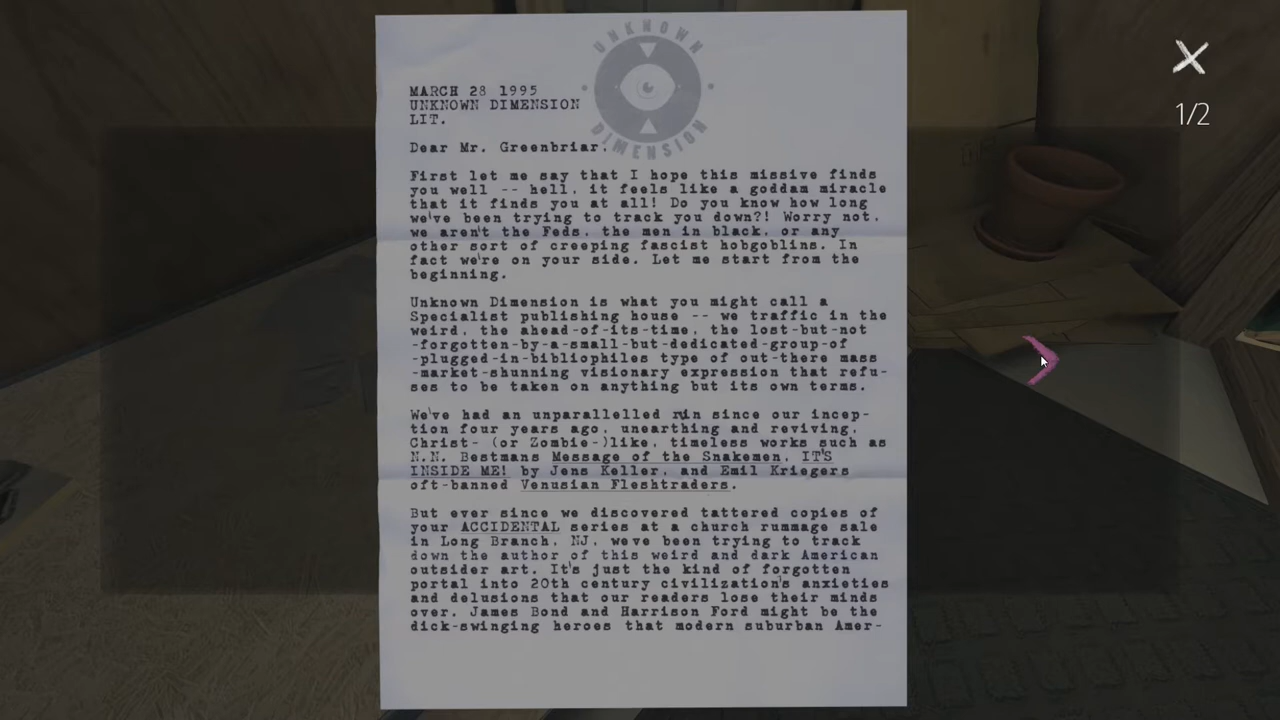 UNKNOWN
DIMENSION
1/2
MARCH 28 1995
UNKNOWN DIMENSION
LIT.
Dear Mr. Greenbriar,
First let me say that I hope this missive finds
you well -- hell, it feels like a goddam miracle
that it finds you at all! Do you know how long
we've been trying to track you down?! Worry not,
we aren't the Feds, the men in black, or any
other sort of creeping fascist hobgoblins. In
fact we're on your side. Let me start from the
beginning.
Unknown Dimension is what you might call a
Specialist publishing house -- we traffic in the
weird, the ahead-of-its-time, the lost-but-not
-forgotten-by-a-small-but-dedicated-group-of
-plugged-in-bibliophiles type of out-there mass
-market-shunning visionary expression that refu-
ses to be taken on anything but its own terms.
We've had an unparallelled run since our incep-
tion four years ago, unearthing and reviving,
Christ- (or Zombie-)like, timeless works such as
N.N. Bestmans Message of the Snakemen, IT'S
INSIDE ME! by Jens Keller, and Emil Kriegers
oft-banned Venusian Fleshtraders.
But ever since we discovered tattered copies of
your ACCIDENTAL series at a church rummage sale
in Long Branch, NJ, we've been trying to track
down the author of this weird and dark American
outsider art. It's just the kind of forgotten
portal into 20th century civilization's anxieties
and delusions that our readers lose their minds
over. James Bond and Harrison Ford might be the
dick-swinging heroes that modern suburban Amer-